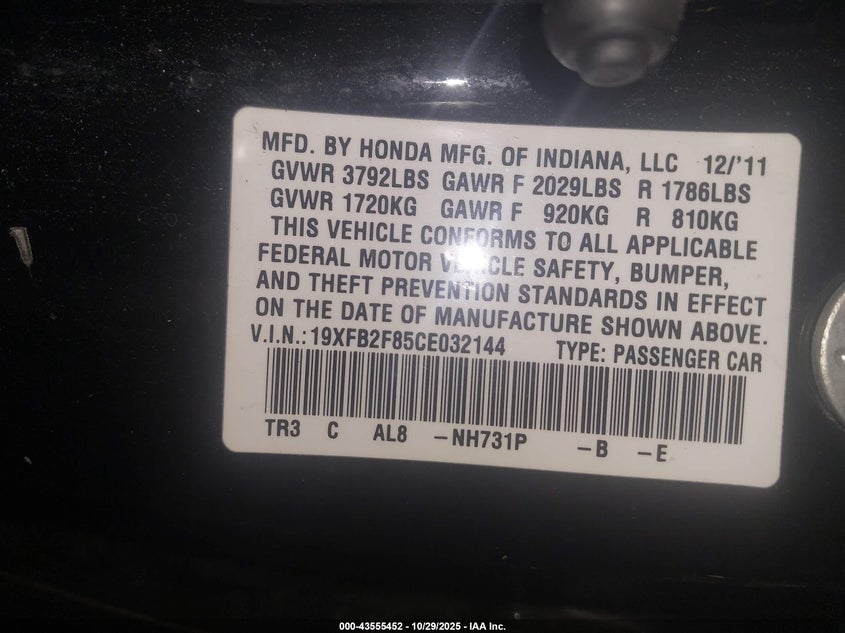 MFD. BY HONDA MFG. OF INDIANA, LLC 12/'11
GVWR 3792LBS GAWR F 2029LBS R 1786LBS
GVWR 1720KG GAWR F 920KG R 810KG
THIS VEHICLE CONFORMS TO ALL APPLICABLE
FEDERAL MOTOR VEHICLE SAFETY, BUMPER,
AND THEFT PREVENTION STANDARDS IN EFFECT
ON THE DATE OF MANUFACTURE SHOWN ABOVE.
V.I.N.: 19XFB2F85CE032144 TYPE: PASSENGER CAR
TR3 C AL8 –NH731P –B –E
000-43555452 - 10/29/2025 - IAA Inc.